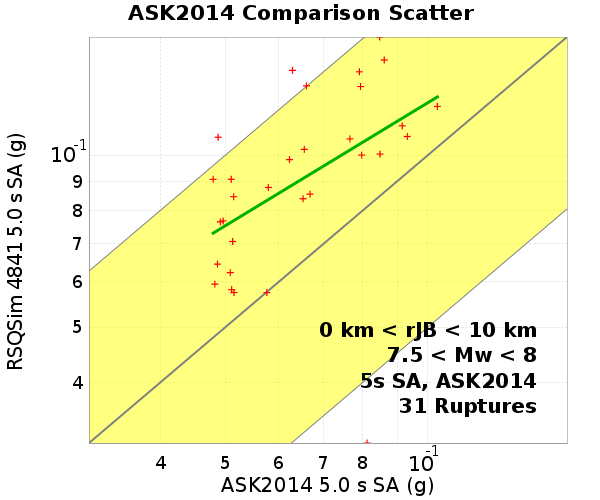 ASK2014 Comparison Scatter
RSQSim 4841 5.0 s SA (g)
10⁻¹
9
8
7
6
5
4
0 km < rJB < 10 km
7.5 < Mw < 8
5s SA, ASK2014
31 Ruptures
4 5 6 7 8 10⁻¹
ASK2014 5.0 s SA (g)